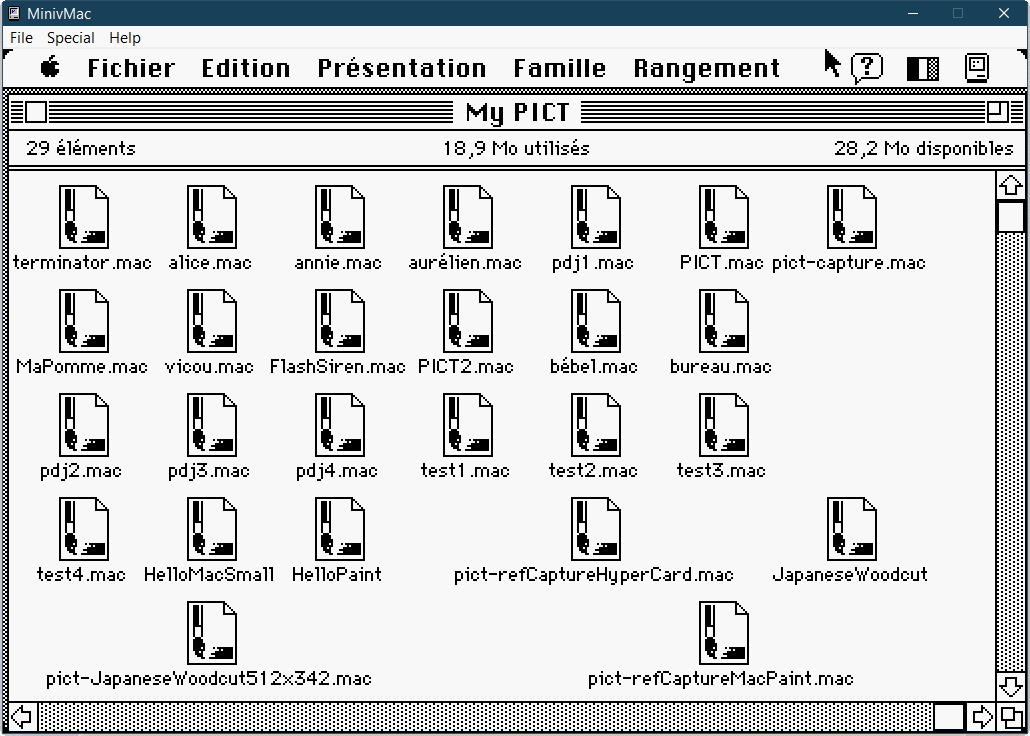 MinivMac
File Special Help
Fichier Edition Présentation Famille Rangement
My PICT
29 éléments 18,9 Mo utilisés 28,2 Mo disponibles
terminator.mac alice.mac annie.mac aurélien.mac pdj1.mac PICT.mac pict-capture.mac
MaPomme.mac vicou.mac FlashSiren.mac PICT2.mac bébel.mac bureau.mac
pdj2.mac pdj3.mac pdj4.mac test1.mac test2.mac test3.mac
test4.mac HelloMacSmall HelloPaint pict-refCaptureHyperCard.mac JapaneseWoodcut
pict-JapaneseWoodcut512x342.mac pict-refCaptureMacPaint.mac